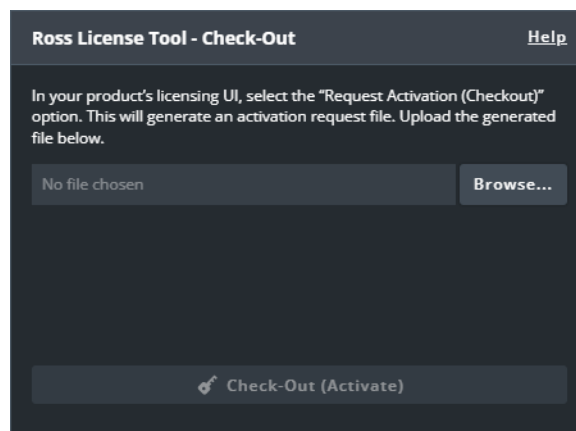 Ross License Tool - Check-Out
Help
In your product's licensing UI, select the "Request Activation (Checkout)"
option. This will generate an activation request file. Upload the generated
file below.
No file chosen
Browse...
Check-Out (Activate)